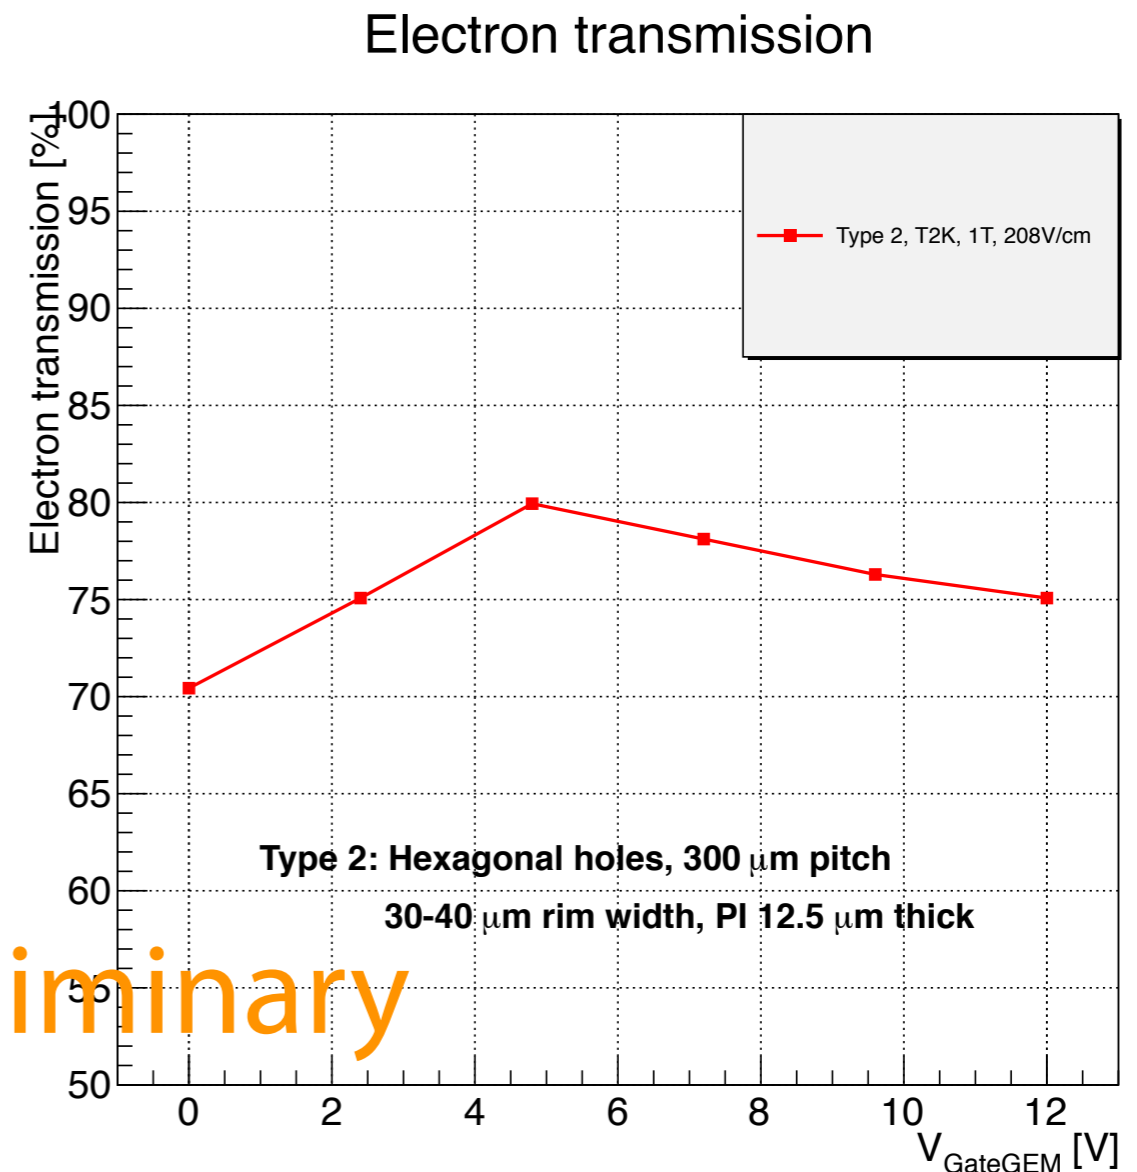 Electron transmission
Electron transmission [%]
100
95
90
85
80
75
70
65
60
55
50
Type 2, T2K, 1T, 208V/cm
Type 2: Hexagonal holes, 300 μm pitch
30-40 μm rim width, PI 12.5 μm thick
iminary
0 2 4 6 8 10 12
V_GateGEM [V]